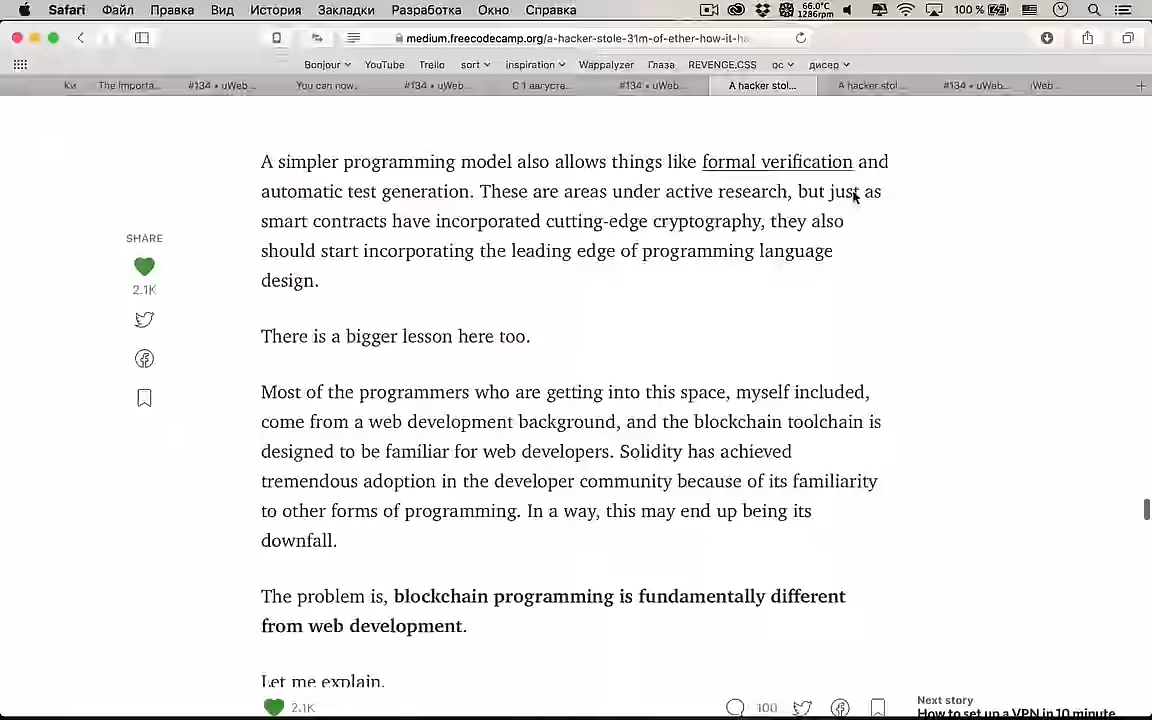 Safari Файл Правка Вид История Закладки Разработка Окно Справка 66.0°C 1286rpm 100 %
medium.freecodecamp.org/a-hacker-stole-31m-of-ether-how-it-ha
Bonjour YouTube Trello sort inspiration Wappalyzer Глаза REVENGE.CSS ос дисер
Ки The Importa... #134 • uWeb... You can now... #134 • uWeb... С 1 августа... #134 • uWeb... A hacker stol... A hacker stol... #134 • uWeb... iWeb...
A simpler programming model also allows things like formal verification and
automatic test generation. These are areas under active research, but just as
smart contracts have incorporated cutting-edge cryptography, they also
should start incorporating the leading edge of programming language
design.
SHARE
2.1K
There is a bigger lesson here too.
Most of the programmers who are getting into this space, myself included,
come from a web development background, and the blockchain toolchain is
designed to be familiar for web developers. Solidity has achieved
tremendous adoption in the developer community because of its familiarity
to other forms of programming. In a way, this may end up being its
downfall.
The problem is, blockchain programming is fundamentally different
from web development.
Let me explain.
2.1K 100
Next story
How to set up a VPN in 10 minute